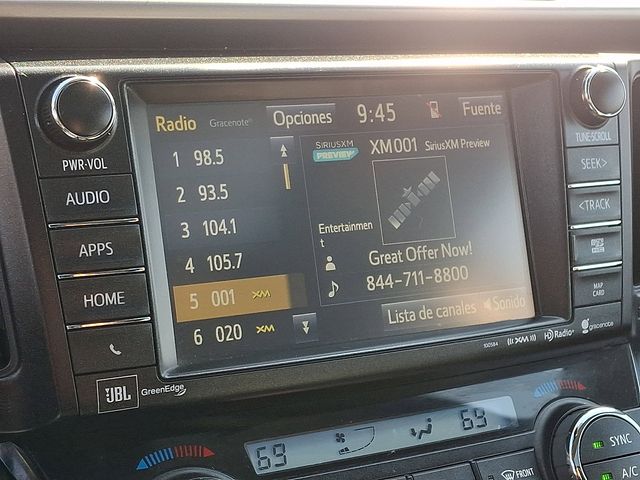 Radio Gracenote® Opciones 9:45 Fuente
1 98.5
2 93.5
3 104.1
4 105.7
5 001 XM
6 020 XM
SIRIUSXM
PREVIEW
XM001 SiriusXM Preview
Entertainmen
t
Great Offer Now!
844-711-8800
Lista de canales Sonido
PWR·VOL
AUDIO
APPS
HOME
TUNE·SCROLL
SEEK>
<TRACK
MAP
CARD
JBL GreenEdge
100584 XM HD Radio gracenote
69
69
FRONT
SYNC
A/C